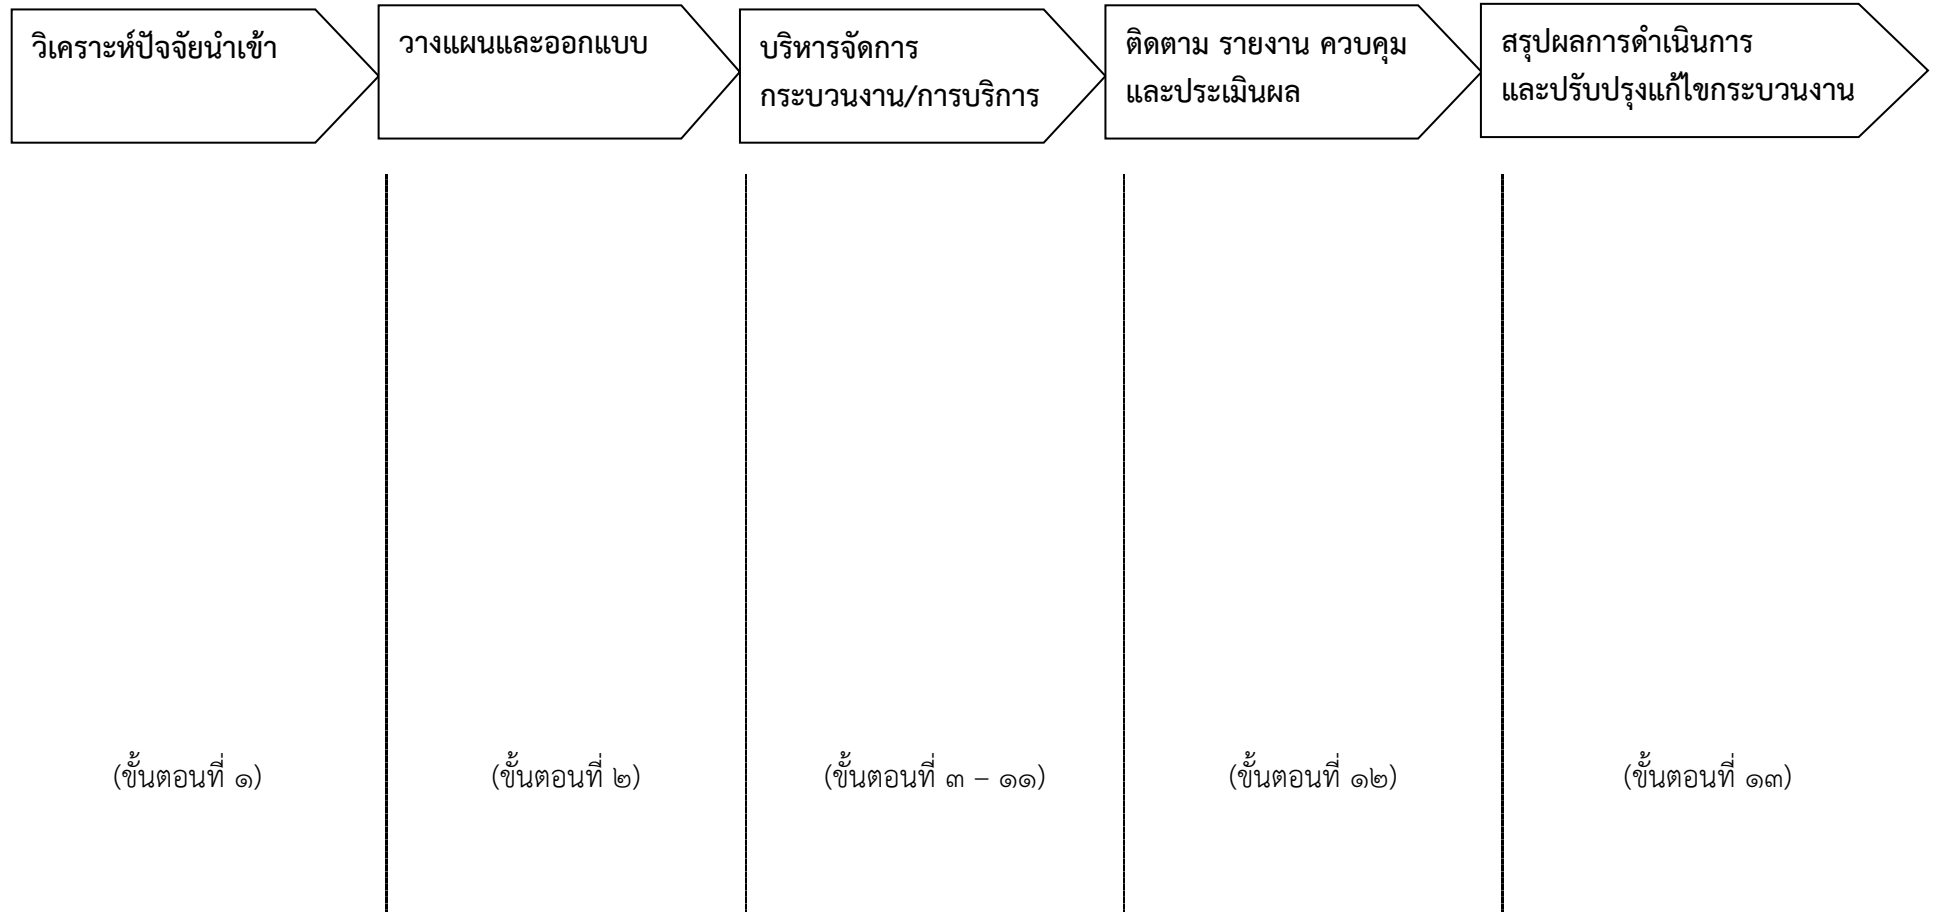 วิเคราะห์ปัจจัยนำเข้า
วางแผนและออกแบบ
บริหารจัดการ
กระบวนงาน/การบริการ
ติดตาม รายงาน ควบคุม
และประเมินผล
สรุปผลการดำเนินการ
และปรับปรุงแก้ไขกระบวนงาน
(ขั้นตอนที่ ๑)
(ขั้นตอนที่ ๒)
(ขั้นตอนที่ ๓ – ๑๑)
(ขั้นตอนที่ ๑๒)
(ขั้นตอนที่ ๑๓)